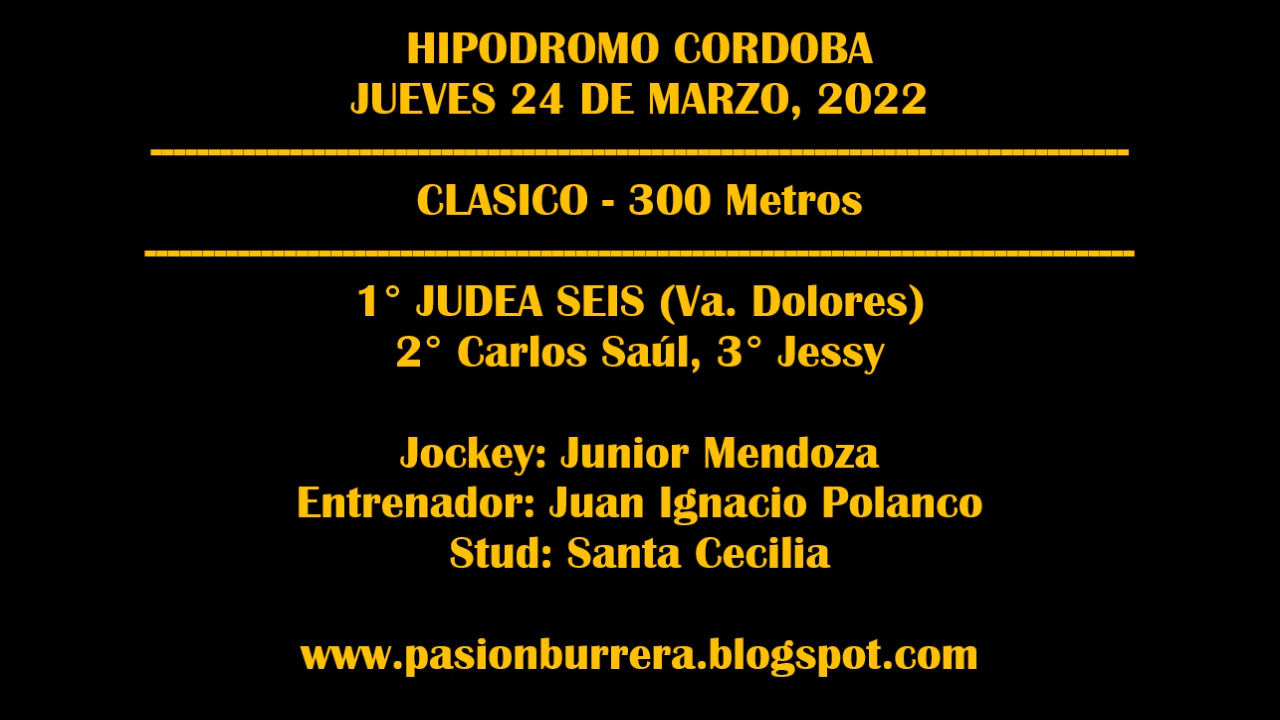 HIPODROMO CORDOBA
JUEVES 24 DE MARZO, 2022
CLASICO - 300 Metros
1° JUDEA SEIS (Va. Dolores)
2° Carlos Saúl, 3° Jessy
Jockey: Junior Mendoza
Entrenador: Juan Ignacio Polanco
Stud: Santa Cecilia
www.pasionburrera.blogspot.com